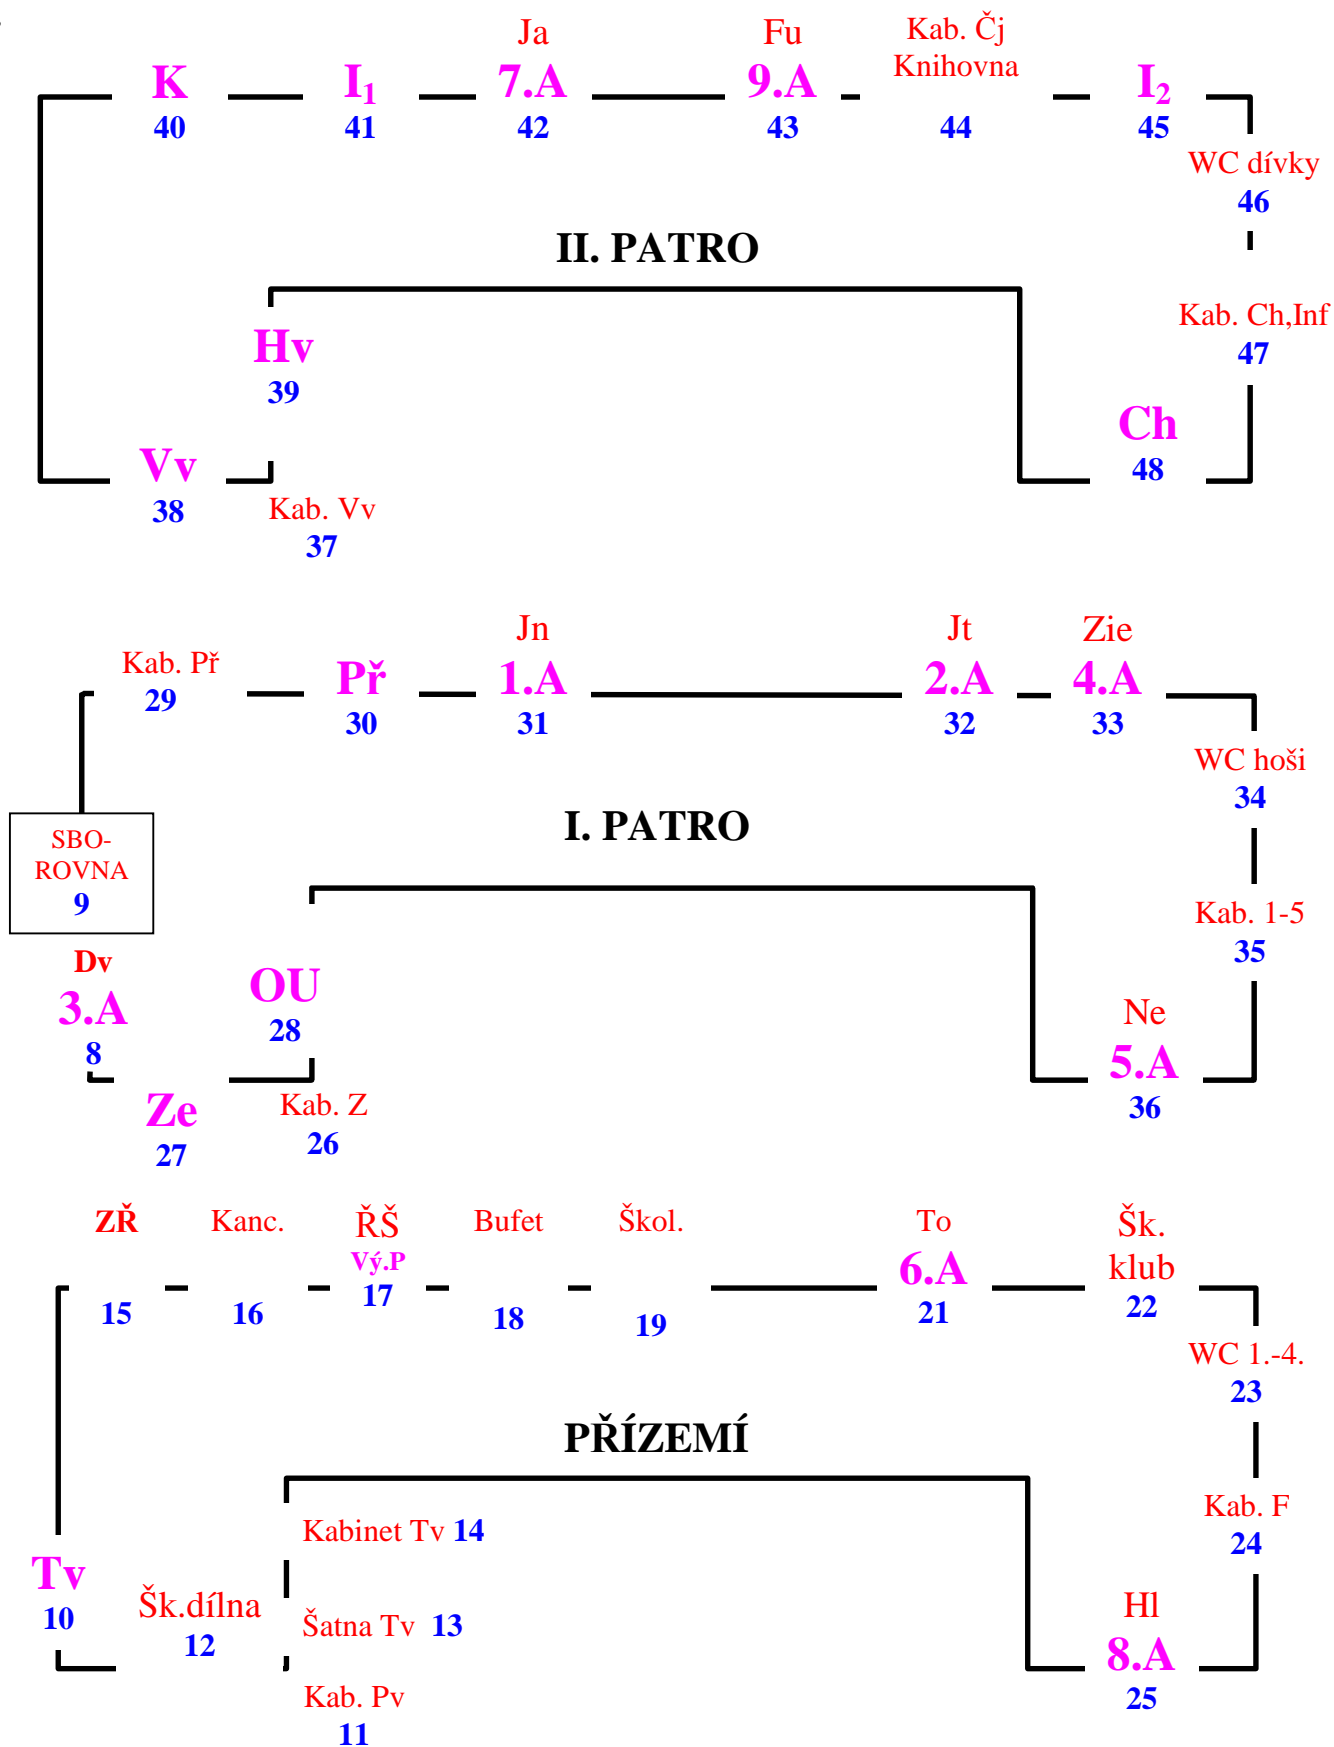 Ja
Fu
Kab. Čj
Knihovna
K
I₁
7.A
9.A
I₂
40
41
42
43
44
45
WC dívky
46
II. PATRO
Kab. Ch,Inf
47
Hv
39
Ch
48
Vv
38
Kab. Vv
37
Jn
Jt
Zie
Kab. Př
29
Př
30
1.A
31
2.A
32
4.A
33
WC hoši
34
I. PATRO
SBO-
ROVNA
9
Kab. 1-5
35
Dv
3.A
8
OU
28
Ne
5.A
36
Ze
27
Kab. Z
26
ZŘ
Kanc.
ŘŠ
Bufet
Škol.
To
Šk.
klub
Vý.P
6.A
15
16
17
18
19
21
22
WC 1.-4.
23
PŘÍZEMÍ
Kabinet Tv 14
Kab. F
24
Tv
10
Šk.dílna
12
Šatna Tv 13
Hl
8.A
25
Kab. Pv
11